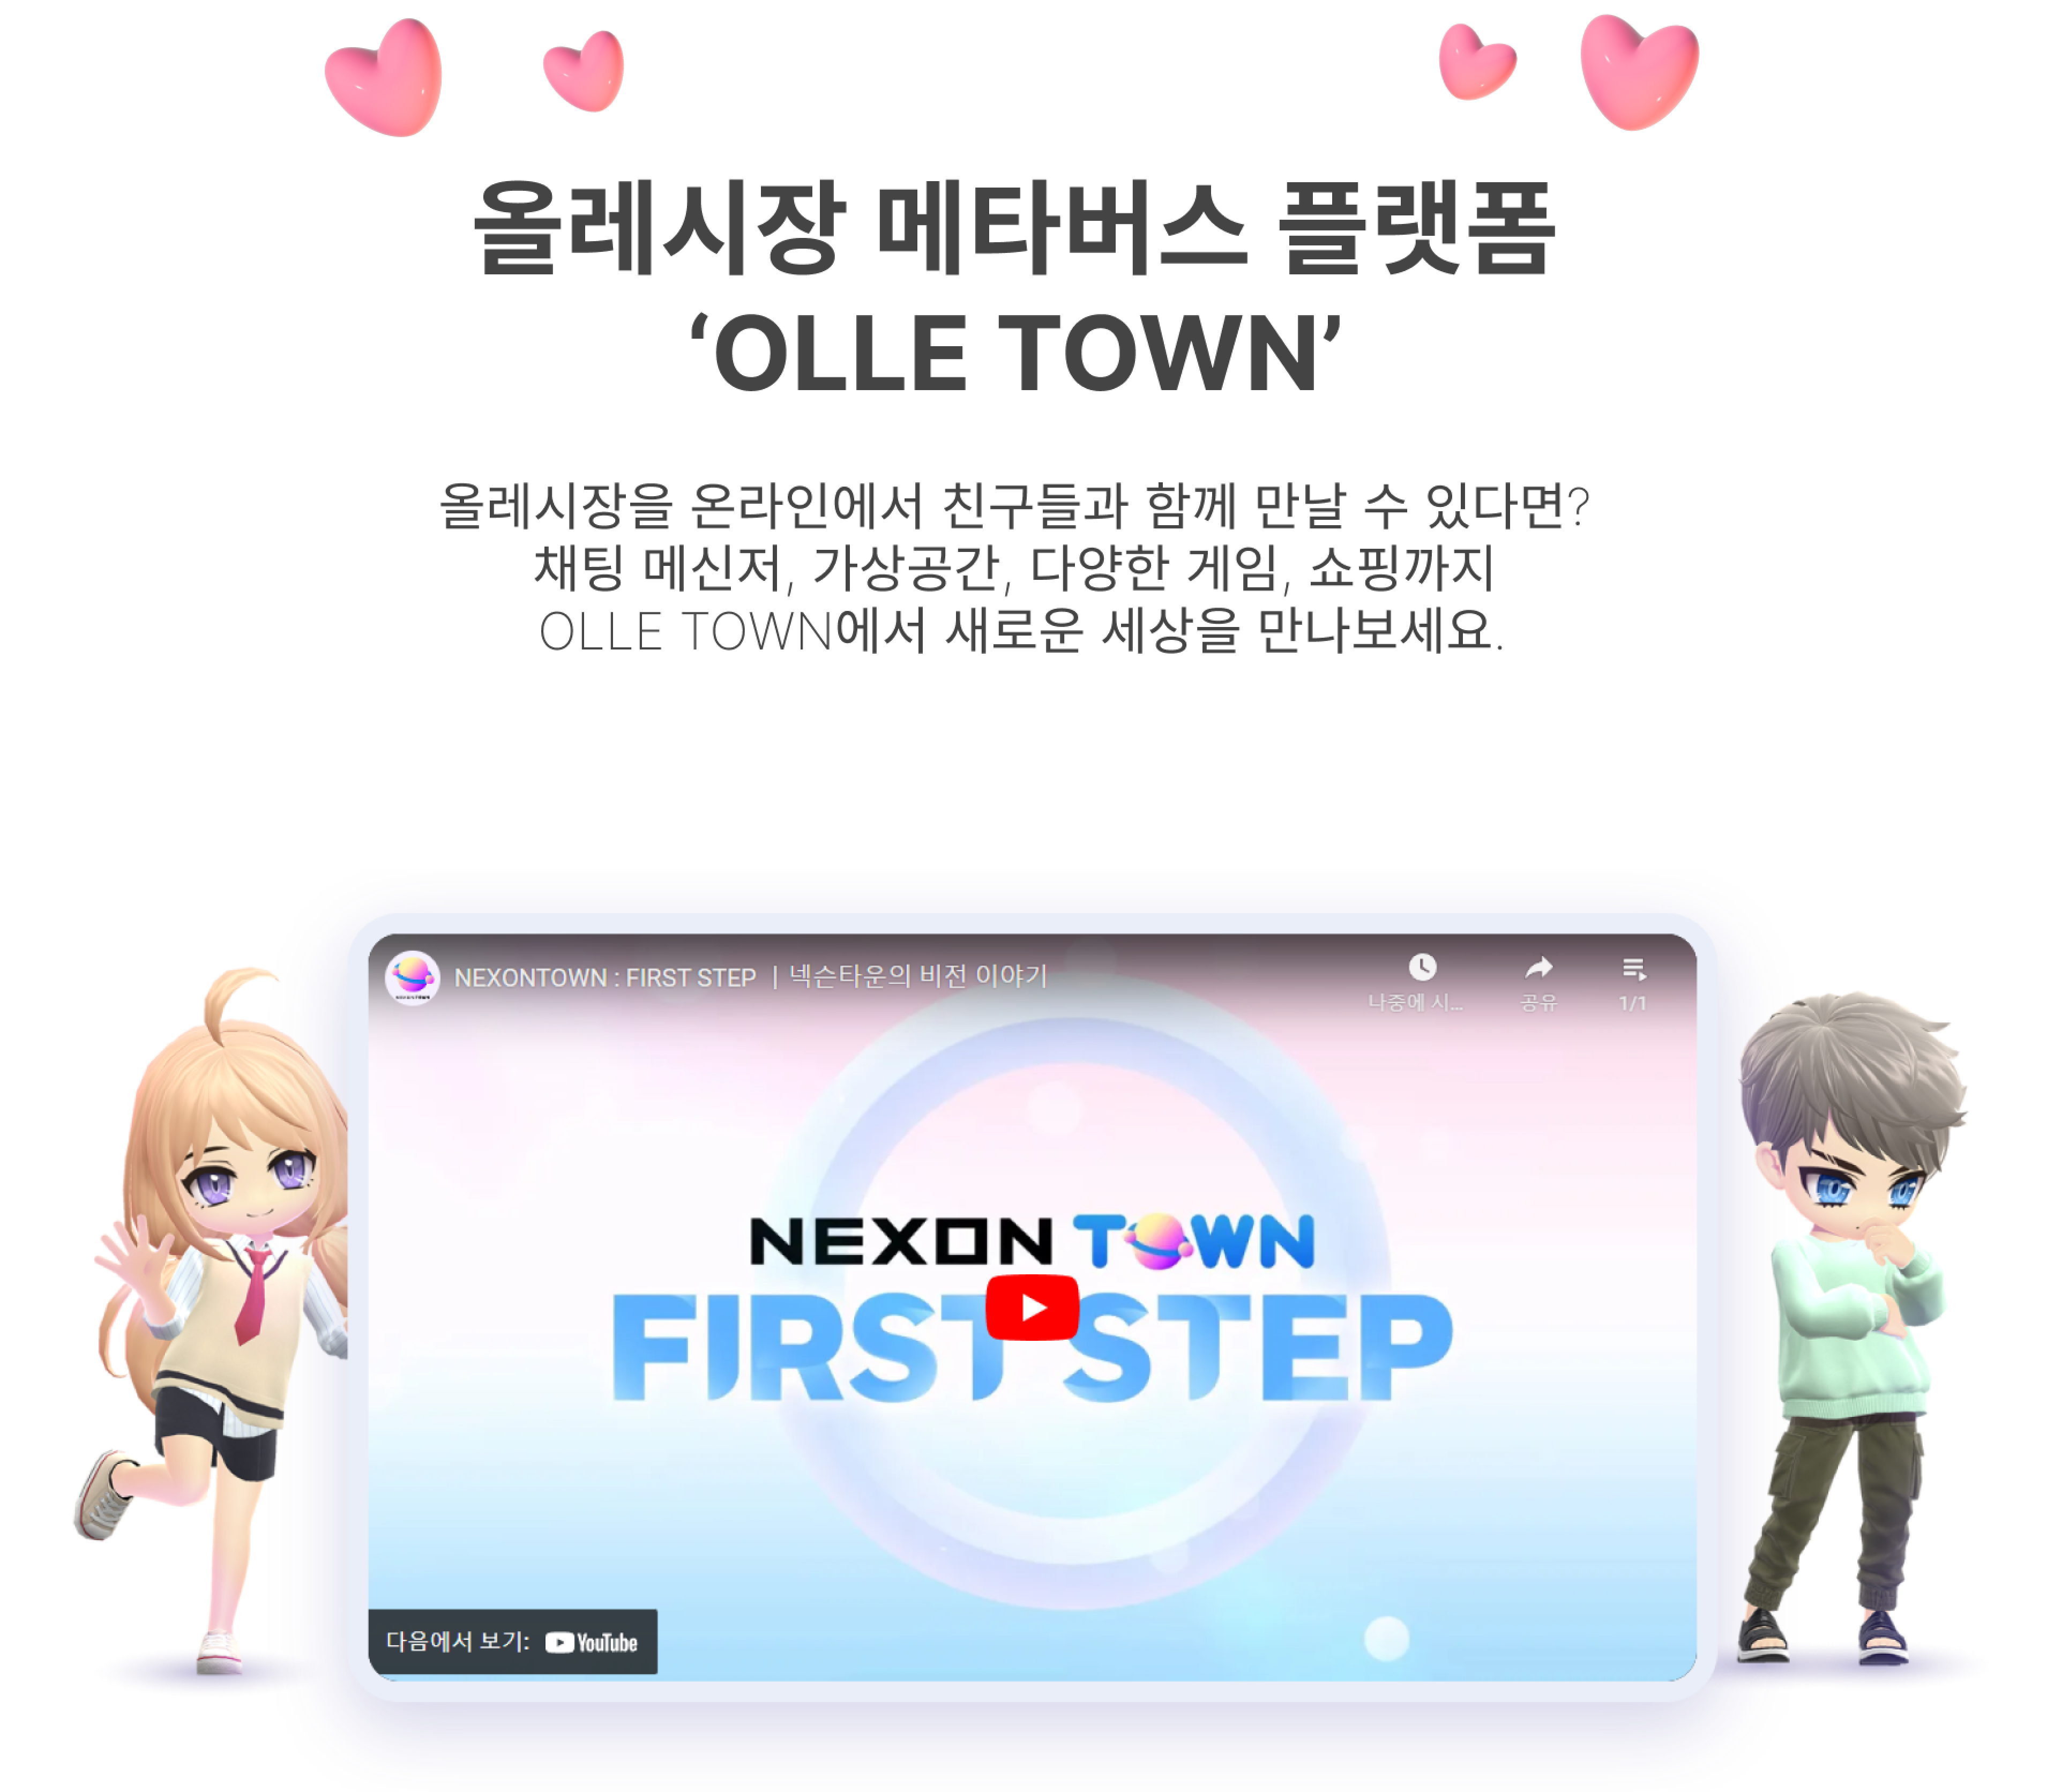 올레시장 메타버스 플랫폼
‘OLLE TOWN’
올레시장을 온라인에서 친구들과 함께 만날 수 있다면?
채팅 메신저, 가상공간, 다양한 게임, 쇼핑까지
OLLE TOWN에서 새로운 세상을 만나보세요.
NEXONTOWN : FIRST STEP ㅣ넥슨타운의 비전 이야기
나중에 시... 공유 1/1
NEXON TOWN
FIRST STEP
다음에서 보기: YouTube